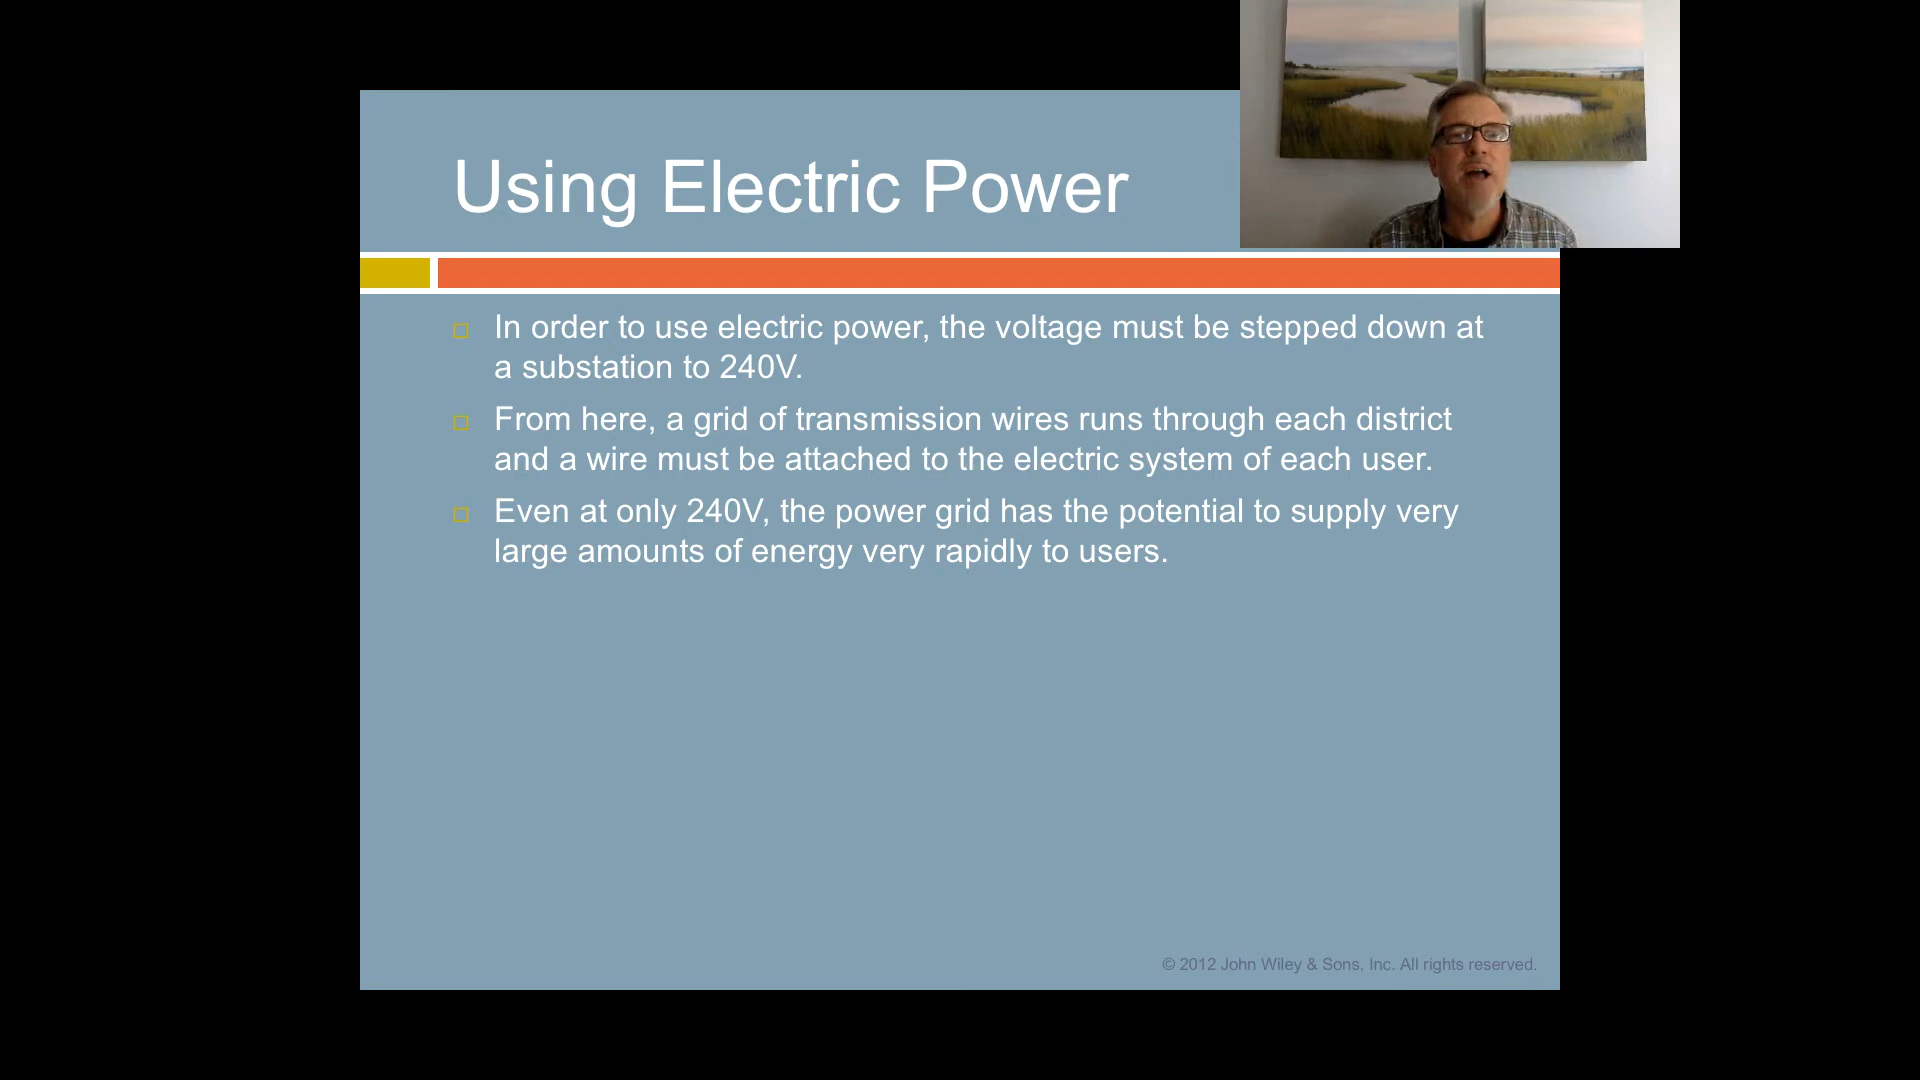 Using Electric Power
In order to use electric power, the voltage must be stepped down at
a substation to 240V.
From here, a grid of transmission wires runs through each district
and a wire must be attached to the electric system of each user.
Even at only 240V, the power grid has the potential to supply very
large amounts of energy very rapidly to users.
© 2012 John Wiley & Sons, Inc. All rights reserved.